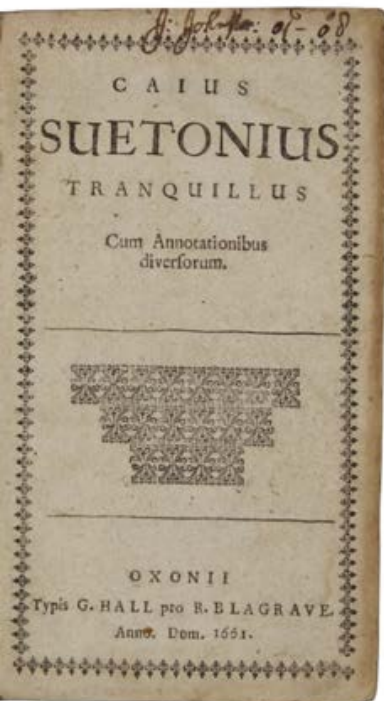 CAIUS
SUETONIUS
TRANQUILLUS
Cum Annotationibus
diverſorum.
OXONII
Typis G. HALL pro R. BLAGRAVE.
Anno. Dom. 1661.